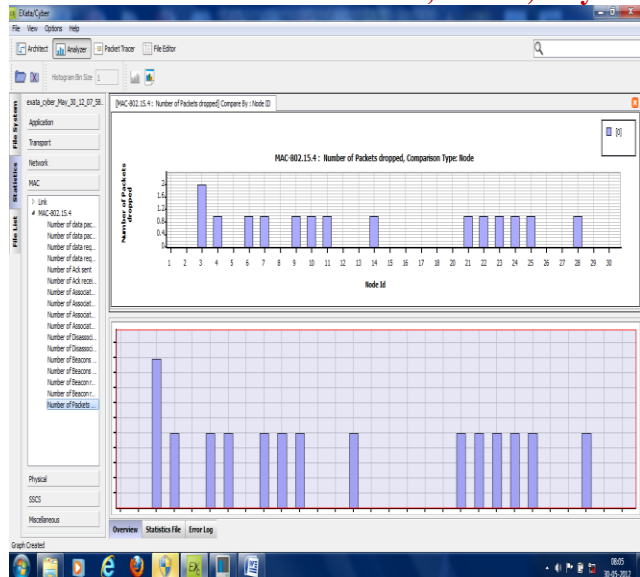 EXata/Cyber
File View Options Help
Architect Analyzer Packet Tracer File Editor
Histogram Bin Size 1
File System
Statistics
File List
exata_cyber_May_30_12_07_58.
Application
Transport
Network
MAC
Link
MAC-802.15.4
Number of data pac...
Number of data pac...
Number of data req...
Number of data req...
Number of Ack sent
Number of Ack recei...
Number of Associat...
Number of Associat...
Number of Associat...
Number of Associat...
Number of Disassoci...
Number of Disassoci...
Number of Beacons ...
Number of Beacons ...
Number of Beacon r...
Number of Beacon r...
Number of Packets ...
Physical
SSCS
Miscellaneous
[MAC-802.15.4 : Number of Packets dropped] Compare By : Node ID
[0]
MAC-802.15.4 : Number of Packets dropped, Comparison Type: Node
Number of Packets dropped
2
1.6
1.2
0.8
0.4
0
1 2 3 4 5 6 7 8 9 10 11 12 13 14 15 16 17 18 19 20 21 22 23 24 25 26 27 28 29 30
Node Id
Overview Statistics File Error Log
Graph Created
08:05
30-05-2012